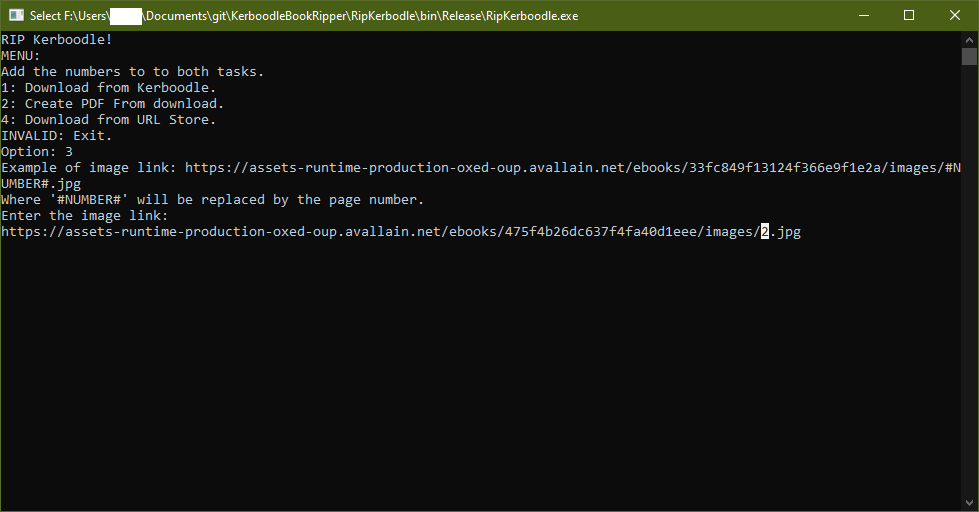 Select F:\Users\ \Documents\git\KerboodleBookRipper\RipKerbodle\bin\Release\RipKerboodle.exe
RIP Kerboodle!
MENU:
Add the numbers to to both tasks.
1: Download from Kerboodle.
2: Create PDF From download.
4: Download from URL Store.
INVALID: Exit.
Option: 3
Example of image link: https://assets-runtime-production-oxed-oup.avallain.net/ebooks/33fc849f13124f366e9f1e2a/images/#N
UMBER#.jpg
Where '#NUMBER#' will be replaced by the page number.
Enter the image link:
https://assets-runtime-production-oxed-oup.avallain.net/ebooks/475f4b26dc637f4fa40d1eee/images/2.jpg